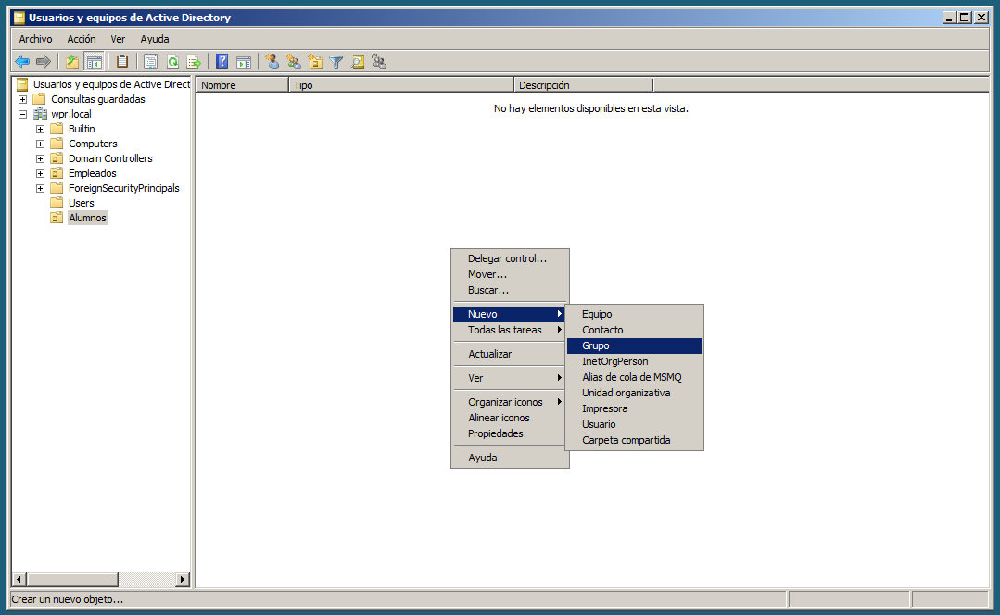 Usuarios y equipos de Active Directory
Archivo Acción Ver Ayuda
Usuarios y equipos de Active Direct
Consultas guardadas
wpr.local
Builtin
Computers
Domain Controllers
Empleados
ForeignSecurityPrincipals
Users
Alumnos
Nombre Tipo Descripción
No hay elementos disponibles en esta vista.
Delegar control...
Mover...
Buscar...
Nuevo
Todas las tareas
Actualizar
Ver
Organizar iconos
Alinear iconos
Propiedades
Ayuda
Equipo
Contacto
Grupo
InetOrgPerson
Alias de cola de MSMQ
Unidad organizativa
Impresora
Usuario
Carpeta compartida
Crear un nuevo objeto...